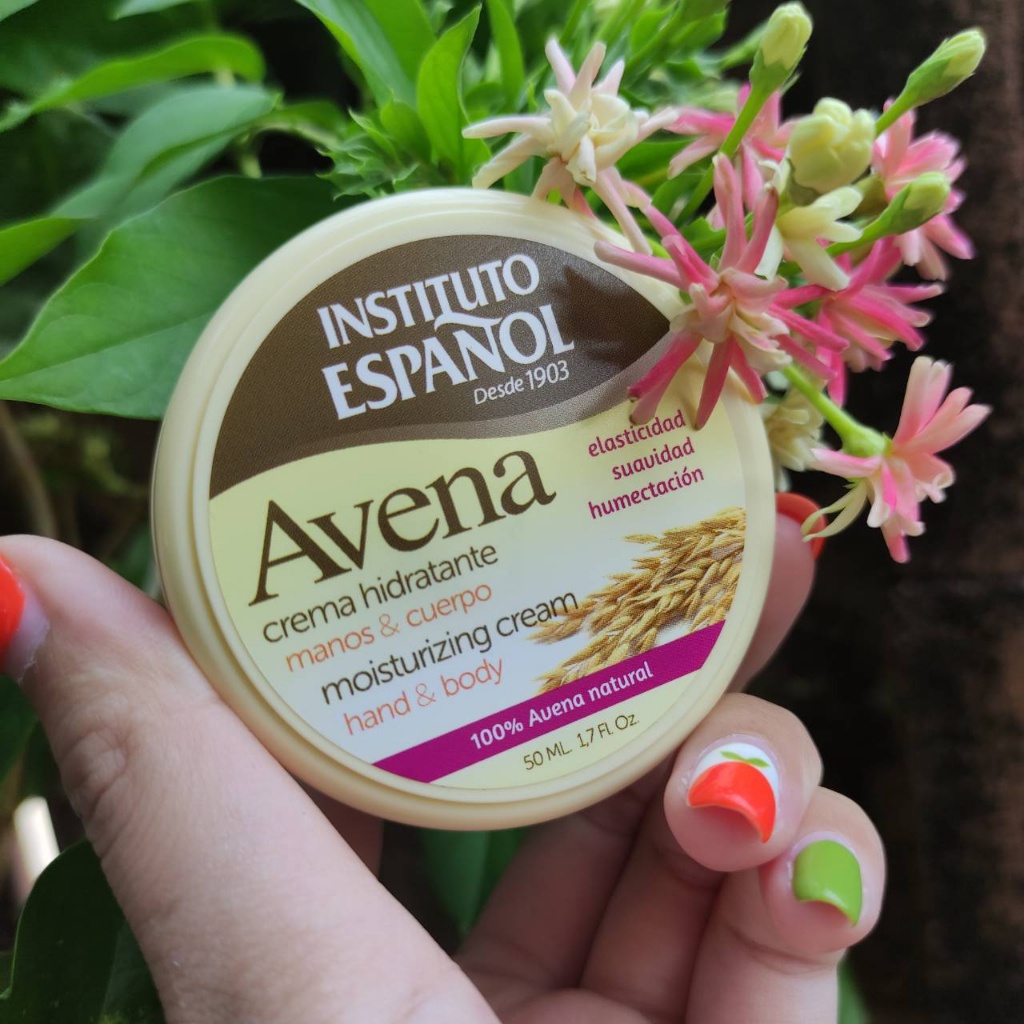 INSTITUTO
ESPAÑOL
Desde 1903
elasticidad
suavidad
humectación
Avena
crema hidratante
manos & cuerpo
moisturizing cream
hand & body
100% Avena natural
50 ML. 1,7 Fl. Oz.